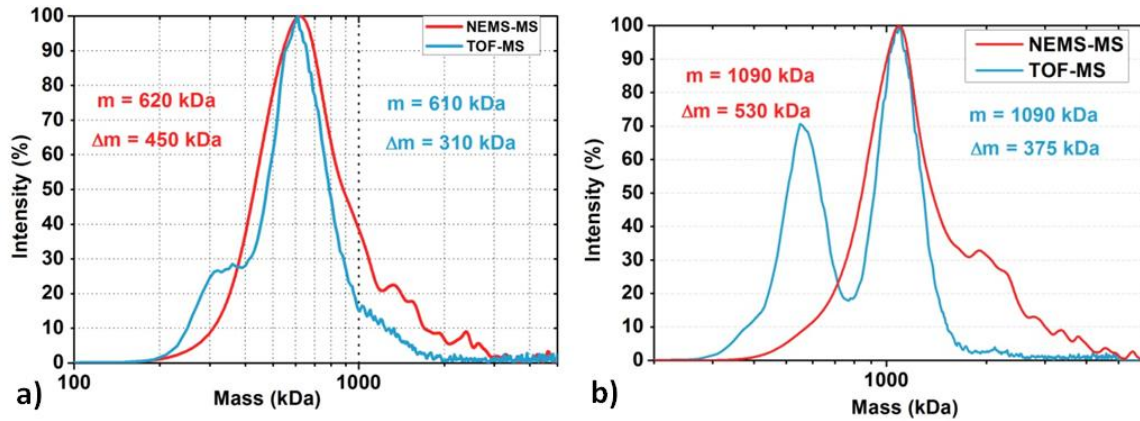 100
90
80
70
60
50
40
30
20
10
0
Intensity (%)
NEMS-MS
TOF-MS
m = 620 kDa
Δm = 450 kDa
m = 610 kDa
Δm = 310 kDa
100
1000
Mass (kDa)
a)
100
90
80
70
60
50
40
30
20
10
0
Intensity (%)
NEMS-MS
TOF-MS
m = 1090 kDa
Δm = 530 kDa
m = 1090 kDa
Δm = 375 kDa
1000
Mass (kDa)
b)